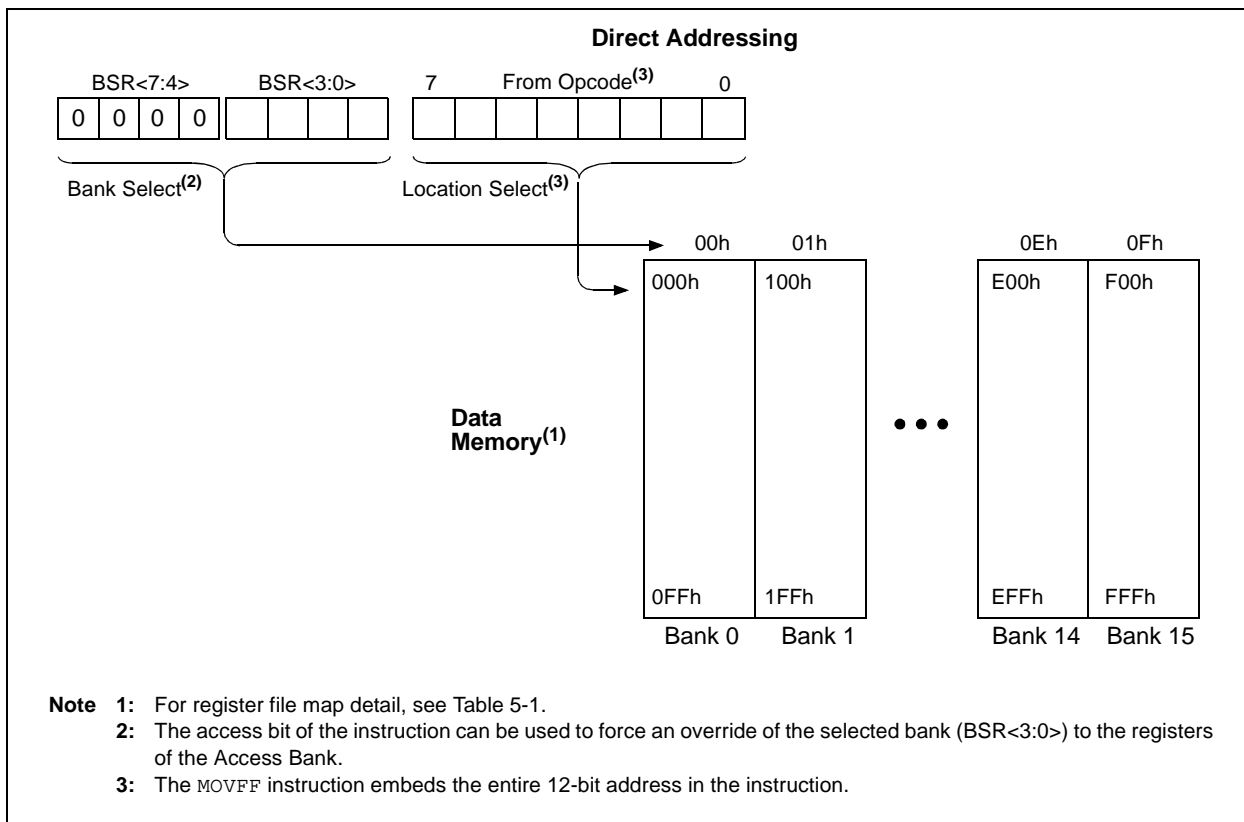 Direct Addressing
BSR<7:4> BSR<3:0> 7 From Opcode(3) 0
0 0 0 0
Bank Select(2) Location Select(3)
00h 01h 0Eh 0Fh
000h 100h E00h F00h
Data
Memory(1)
0FFh 1FFh EFFh FFFh
Bank 0 Bank 1 Bank 14 Bank 15
Note 1: For register file map detail, see Table 5-1.
2: The access bit of the instruction can be used to force an override of the selected bank (BSR<3:0>) to the registers
of the Access Bank.
3: The MOVFF instruction embeds the entire 12-bit address in the instruction.